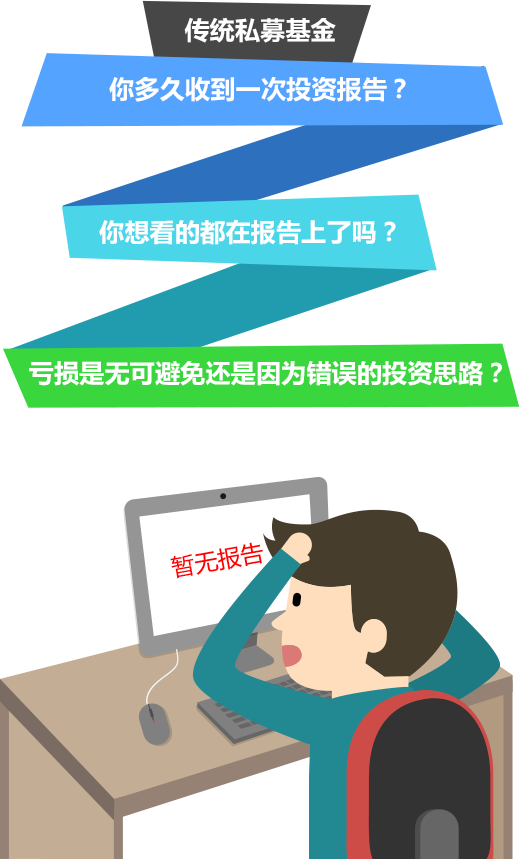 传统私募基金
你多久收到一次投资报告？
你想看的都在报告上了吗？
亏损是无可避免还是因为错误的投资思路？
暂无报告